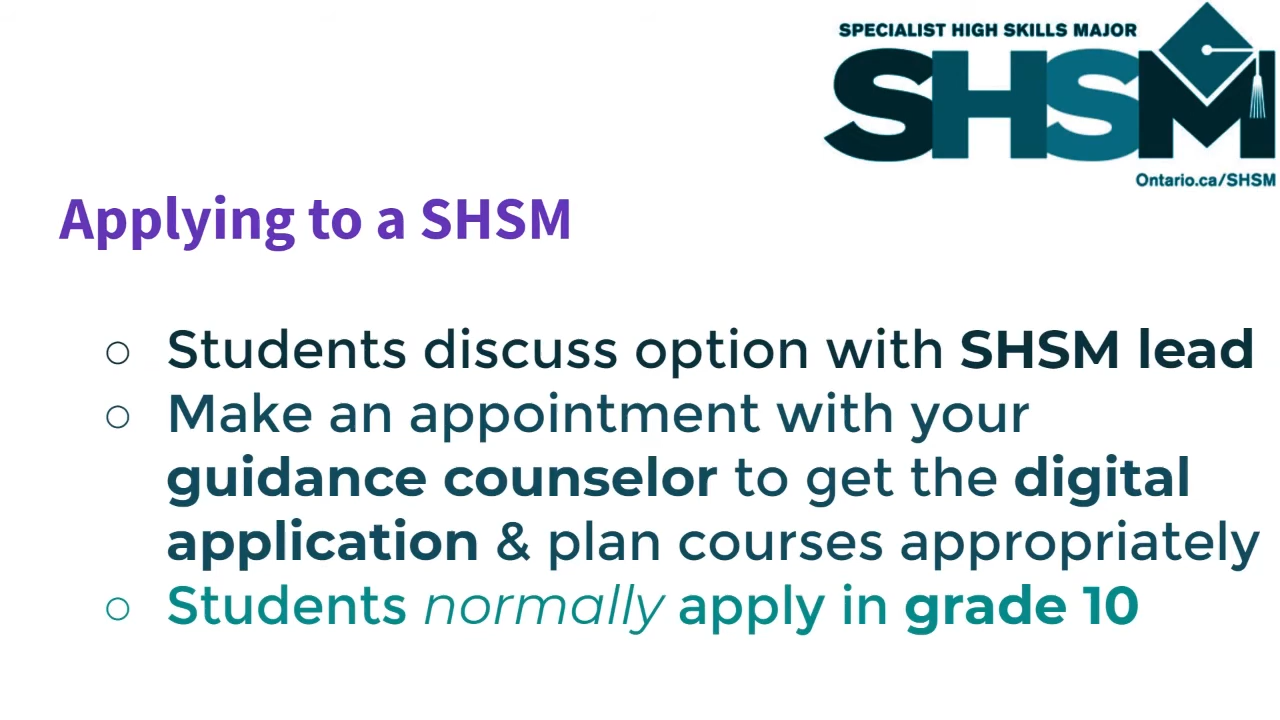 SPECIALIST HIGH SKILLS MAJOR
SHSM
Ontario.ca/SHSM
Applying to a SHSM
○ Students discuss option with SHSM lead
○ Make an appointment with your
guidance counselor to get the digital
application & plan courses appropriately
○ Students normally apply in grade 10